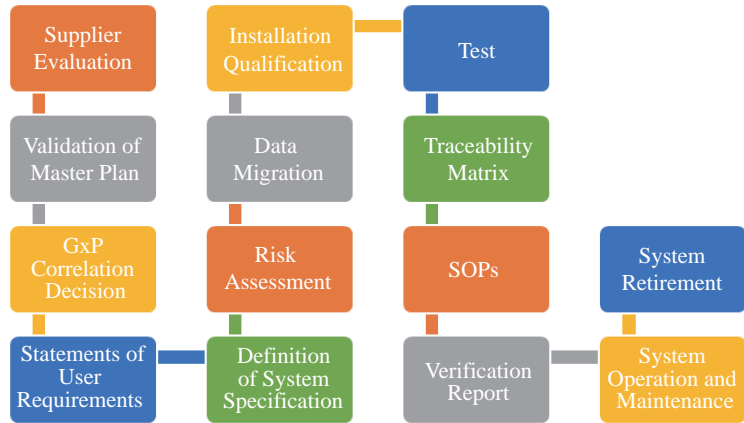 Supplier
Evaluation
Validation of
Master Plan
GxP
Correlation
Decision
Statements of
User
Requirements
Definition
of System
Specification
Risk
Assessment
Data
Migration
Installation
Qualification
Test
Traceability
Matrix
SOPs
Verification
Report
System
Operation and
Maintenance
System
Retirement